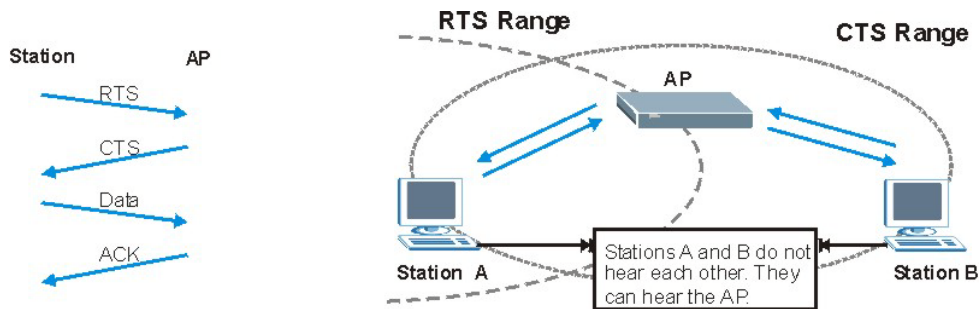 Station
AP
RTS
CTS
Data
ACK
RTS Range
CTS Range
AP
Station A
Stations A and B do not
hear each other. They
can hear the AP.
Station B